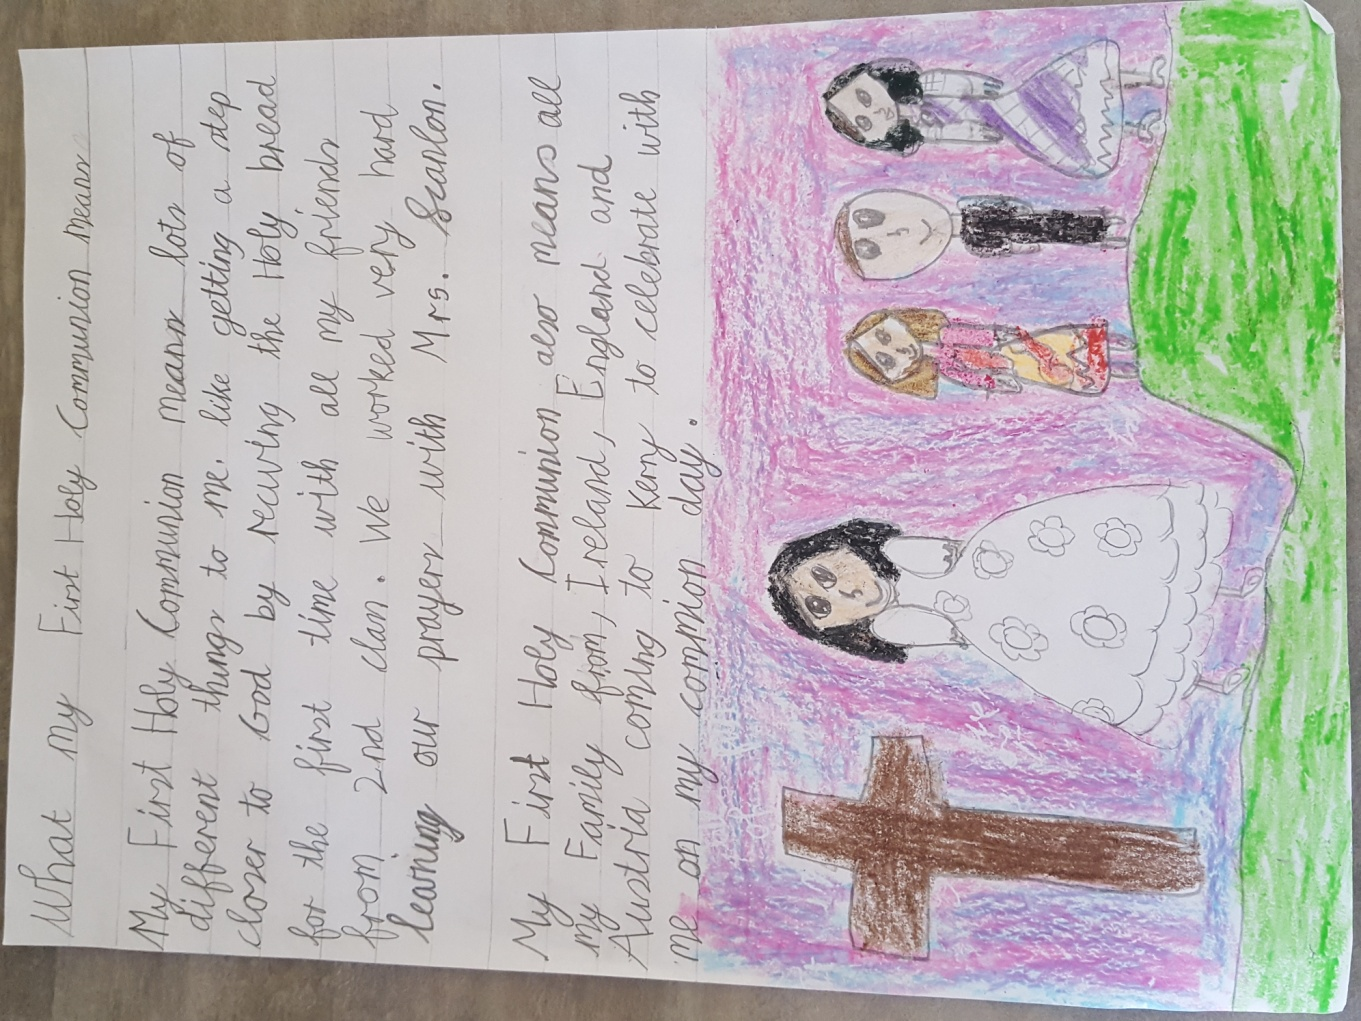 What my First Holy Communion means
My First Holy Communion means lots of
different things to me. like getting a step
closer to God by recuving the Holy bread
for the first time with all my friends
from 2nd clan. We worked very hard
learning our prayers with Mrs. Scanlon.
My First Holy Communion also means all
my Family from, Ireland, England and
Austria coming to Kerry to celebrate with
me on my compnion day.